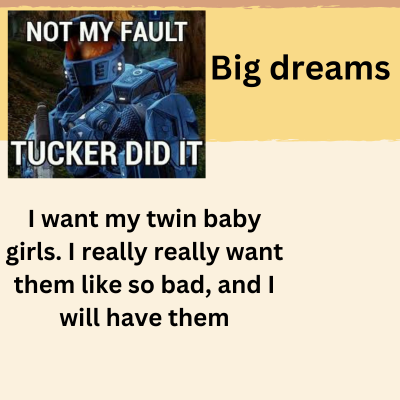 NOT MY FAULT
TUCKER DID IT
Big dreams
I want my twin baby
girls. I really really want
them like so bad, and I
will have them